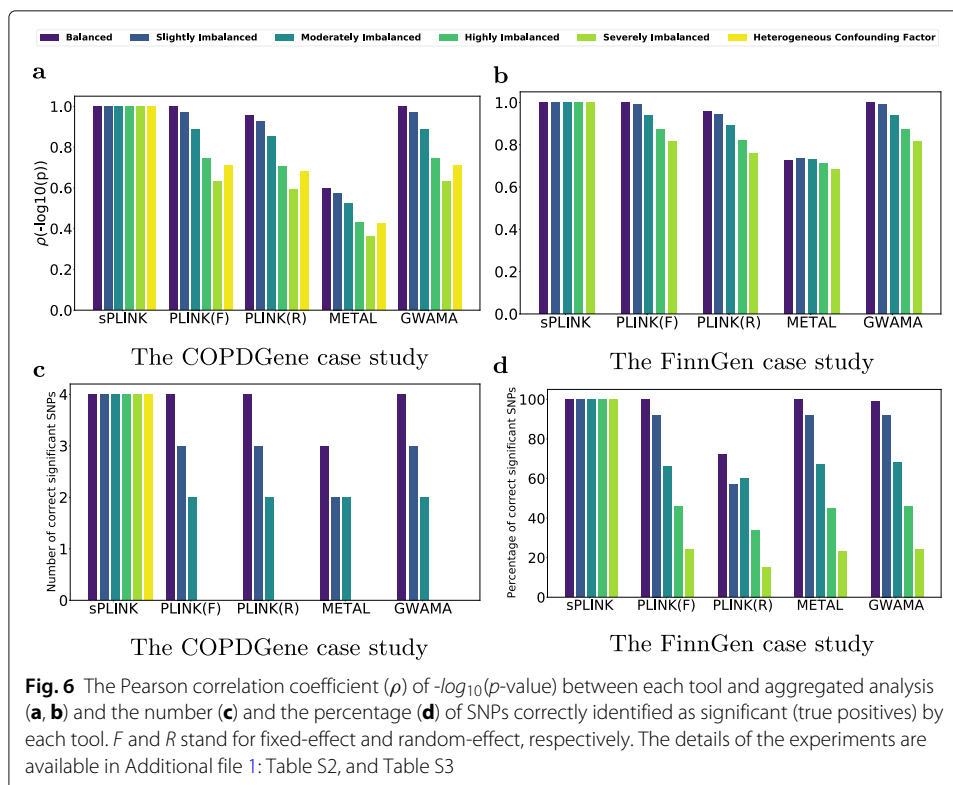 Balanced Slightly Imbalanced Moderately Imbalanced Highly Imbalanced Severely Imbalanced Heterogeneous Confounding Factor
a
1.0
0.8
0.6
0.4
0.2
0.0
ρ(-log10(p))
sPLINK PLINK(F) PLINK(R) METAL GWAMA
The COPDGene case study
b
1.0
0.8
0.6
0.4
0.2
0.0
sPLINK PLINK(F) PLINK(R) METAL GWAMA
The FinnGen case study
c
4
3
2
1
0
Number of correct significant SNPs
sPLINK PLINK(F) PLINK(R) METAL GWAMA
The COPDGene case study
d
100
80
60
40
20
0
Percentage of correct significant SNPs
sPLINK PLINK(F) PLINK(R) METAL GWAMA
The FinnGen case study
Fig. 6 The Pearson correlation coefficient (ρ) of -log10(p-value) between each tool and aggregated analysis
(a, b) and the number (c) and the percentage (d) of SNPs correctly identified as significant (true positives) by
each tool. F and R stand for fixed-effect and random-effect, respectively. The details of the experiments are
available in Additional file 1: Table S2, and Table S3